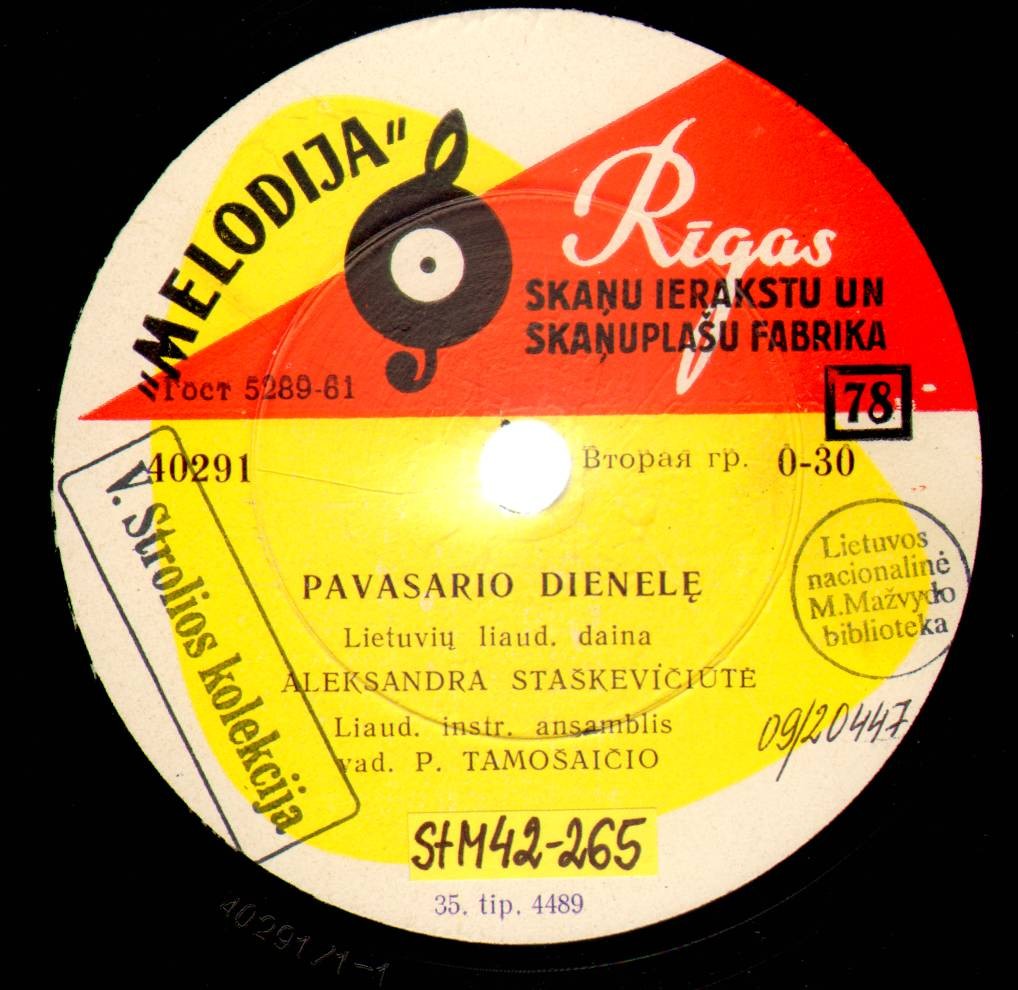 "MELODIJA"
Rīgas
SKAŅU IERAKSTU UN
SKAŅUPLAŠU FABRIKA
Гост 5289-61
78
40291
Вторая гр. 0-30
PAVASARIO DIENELĘ
Lietuvių liaud. daina
ALEKSANDRA STAŠKEVIČIŪTĖ
Liaud. instr. ansamblis
vad. P. TAMOŠAIČIO
V. Strolios kolekcija
Lietuvos
nacionalinė
M.Mažvydo
biblioteka
09/20447
StM42-265
35. tip. 4489
40291/1-1